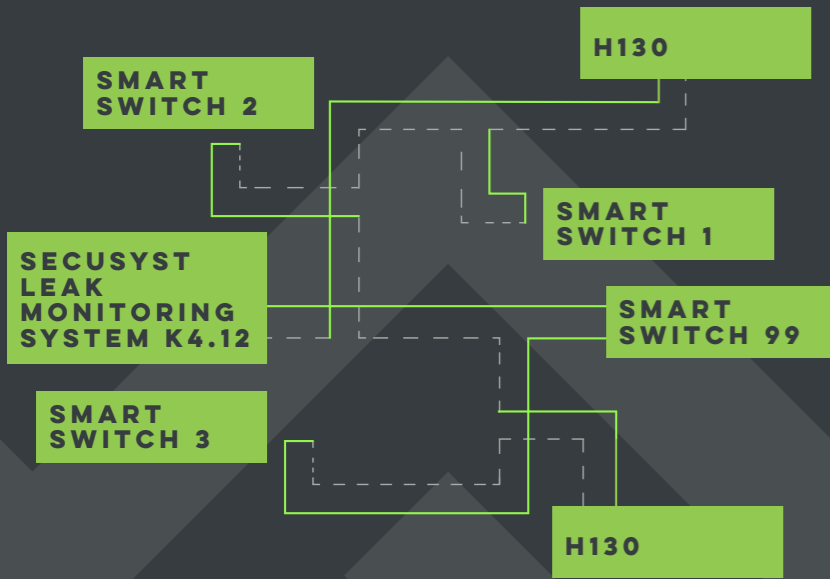 H130
SMART
SWITCH 2
SMART
SWITCH 1
SECUSYST
LEAK
MONITORING
SYSTEM K4.12
SMART
SWITCH 99
SMART
SWITCH 3
H130